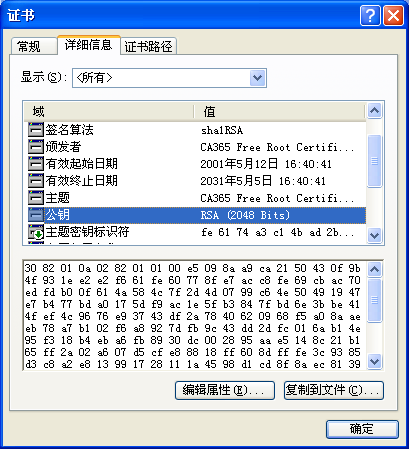 证书
常规
详细信息
证书路径
显示(S):
<所有>
域
值
签名算法
sha1RSA
颁发者
CA365 Free Root Certifi...
有效起始日期
2001年5月12日 16:40:41
有效终止日期
2031年5月5日 16:40:41
主题
CA365 Free Root Certifi...
公钥
RSA (2048 Bits)
主题密钥标识符
fe 61 74 a3 c1 4b ad 2b...
30 82 01 0a 02 82 01 01 00 e5 09 8a a9 ca 21 50 43 0f 9b
4f 93 1e e2 e2 f6 61 fe 60 77 8f e7 ac c8 fe 69 cb ac 70
ed fd b0 0f 61 4a 58 4c 7f 2d 4d 07 99 c6 4e 50 49 19 47
e7 b4 77 bd a0 17 5d f9 ac 1e 5f b3 84 7f bd 6e 3b be 41
4f ef 4c 96 76 e9 37 43 df 2a 78 40 62 09 68 f5 a0 8a ae
eb 78 a7 b1 02 f6 a8 92 7d fb 9c 43 dd 2d fc 01 6a b1 4e
95 f3 18 b4 eb a6 fb 89 30 dc 00 28 95 aa e5 14 8c 21 b1
65 ff 2a 02 a6 07 d5 cf e8 88 18 ff 60 8d ff fe 3c 93 85
d3 c8 a2 e8 13 99 17 28 11 1a 45 98 d1 cd 8f 8a ec 81 39
编辑属性(E)...
复制到文件(C)...
确定